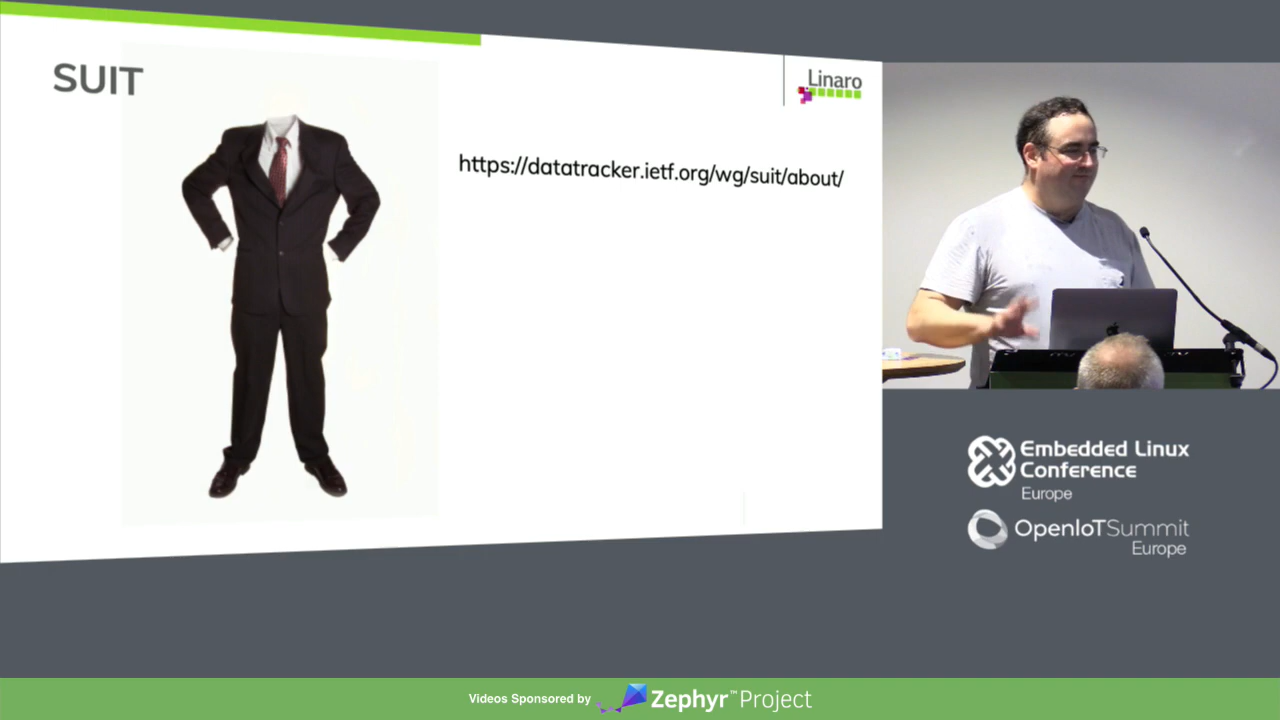 SUIT
Linaro
https://datatracker.ietf.org/wg/suit/about/
Embedded Linux
Conference
Europe
OpenIoTSummit
Europe
Videos Sponsored by Zephyr™Project